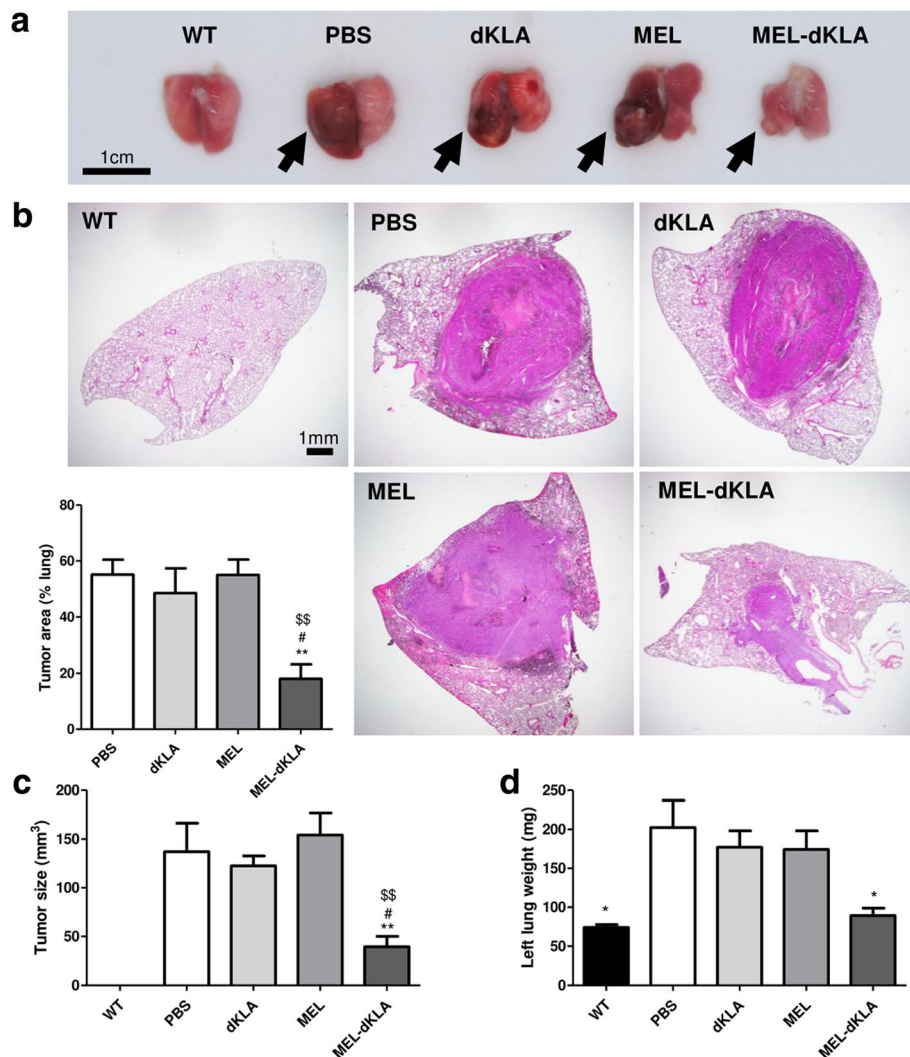 a
WT PBS dKLA MEL MEL-dKLA
1cm
b
WT
1mm
PBS
dKLA
MEL
MEL-dKLA
Tumor area (% lung)
80
60
40
20
0
$$
#
**
PBS dKLA MEL MEL-dKLA
c
Tumor size (mm³)
200
150
100
50
0
$$
#
**
WT PBS dKLA MEL MEL-dKLA
d
Left lung weight (mg)
250
200
150
100
50
0
*
*
WT PBS dKLA MEL MEL-dKLA